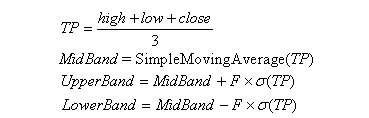 TP = (high + low + close) / 3
MidBand = SimpleMovingAverage(TP)
UpperBand = MidBand + F × σ(TP)
LowerBand = MidBand − F × σ(TP)